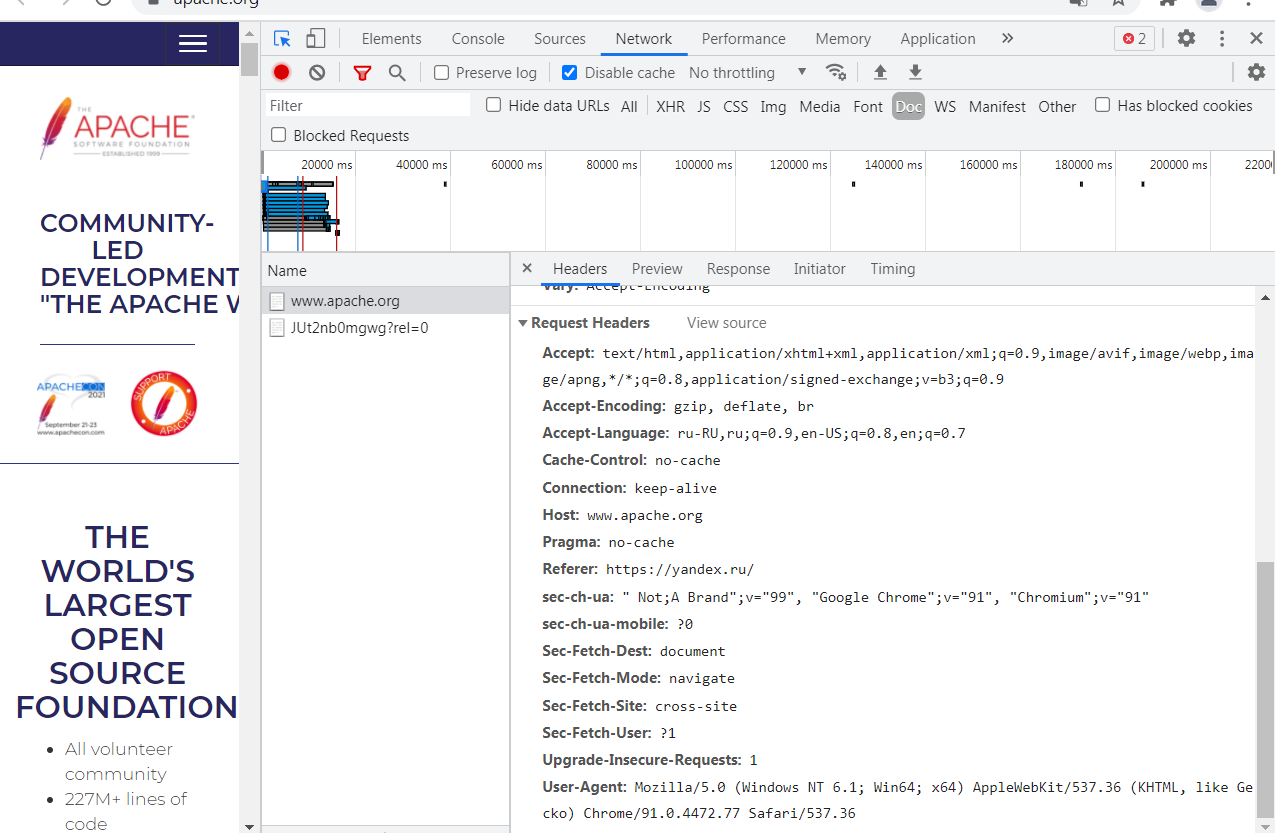 apache.org
Elements Console Sources Network Performance Memory Application » 2
Preserve log Disable cache No throttling
Filter Hide data URLs All XHR JS CSS Img Media Font Doc WS Manifest Other Has blocked cookies
Blocked Requests
20000 ms 40000 ms 60000 ms 80000 ms 100000 ms 120000 ms 140000 ms 160000 ms 180000 ms 200000 ms 2200
THE
APACHE
SOFTWARE FOUNDATION
ESTABLISHED 1999
COMMUNITY-
LED
DEVELOPMENT
"THE APACHE W
APACHECON
2021
September 21-23
www.apachecon.com
SUPPORT
APACHE
THE
WORLD'S
LARGEST
OPEN
SOURCE
FOUNDATION
• All volunteer
community
• 227M+ lines of
code
Name
www.apache.org
JUt2nb0mgwg?rel=0
× Headers Preview Response Initiator Timing
Vary: Accept-Encoding
Request Headers View source
Accept: text/html,application/xhtml+xml,application/xml;q=0.9,image/avif,image/webp,ima
ge/apng,*/*;q=0.8,application/signed-exchange;v=b3;q=0.9
Accept-Encoding: gzip, deflate, br
Accept-Language: ru-RU,ru;q=0.9,en-US;q=0.8,en;q=0.7
Cache-Control: no-cache
Connection: keep-alive
Host: www.apache.org
Pragma: no-cache
Referer: https://yandex.ru/
sec-ch-ua: " Not;A Brand";v="99", "Google Chrome";v="91", "Chromium";v="91"
sec-ch-ua-mobile: ?0
Sec-Fetch-Dest: document
Sec-Fetch-Mode: navigate
Sec-Fetch-Site: cross-site
Sec-Fetch-User: ?1
Upgrade-Insecure-Requests: 1
User-Agent: Mozilla/5.0 (Windows NT 6.1; Win64; x64) AppleWebKit/537.36 (KHTML, like Ge
cko) Chrome/91.0.4472.77 Safari/537.36